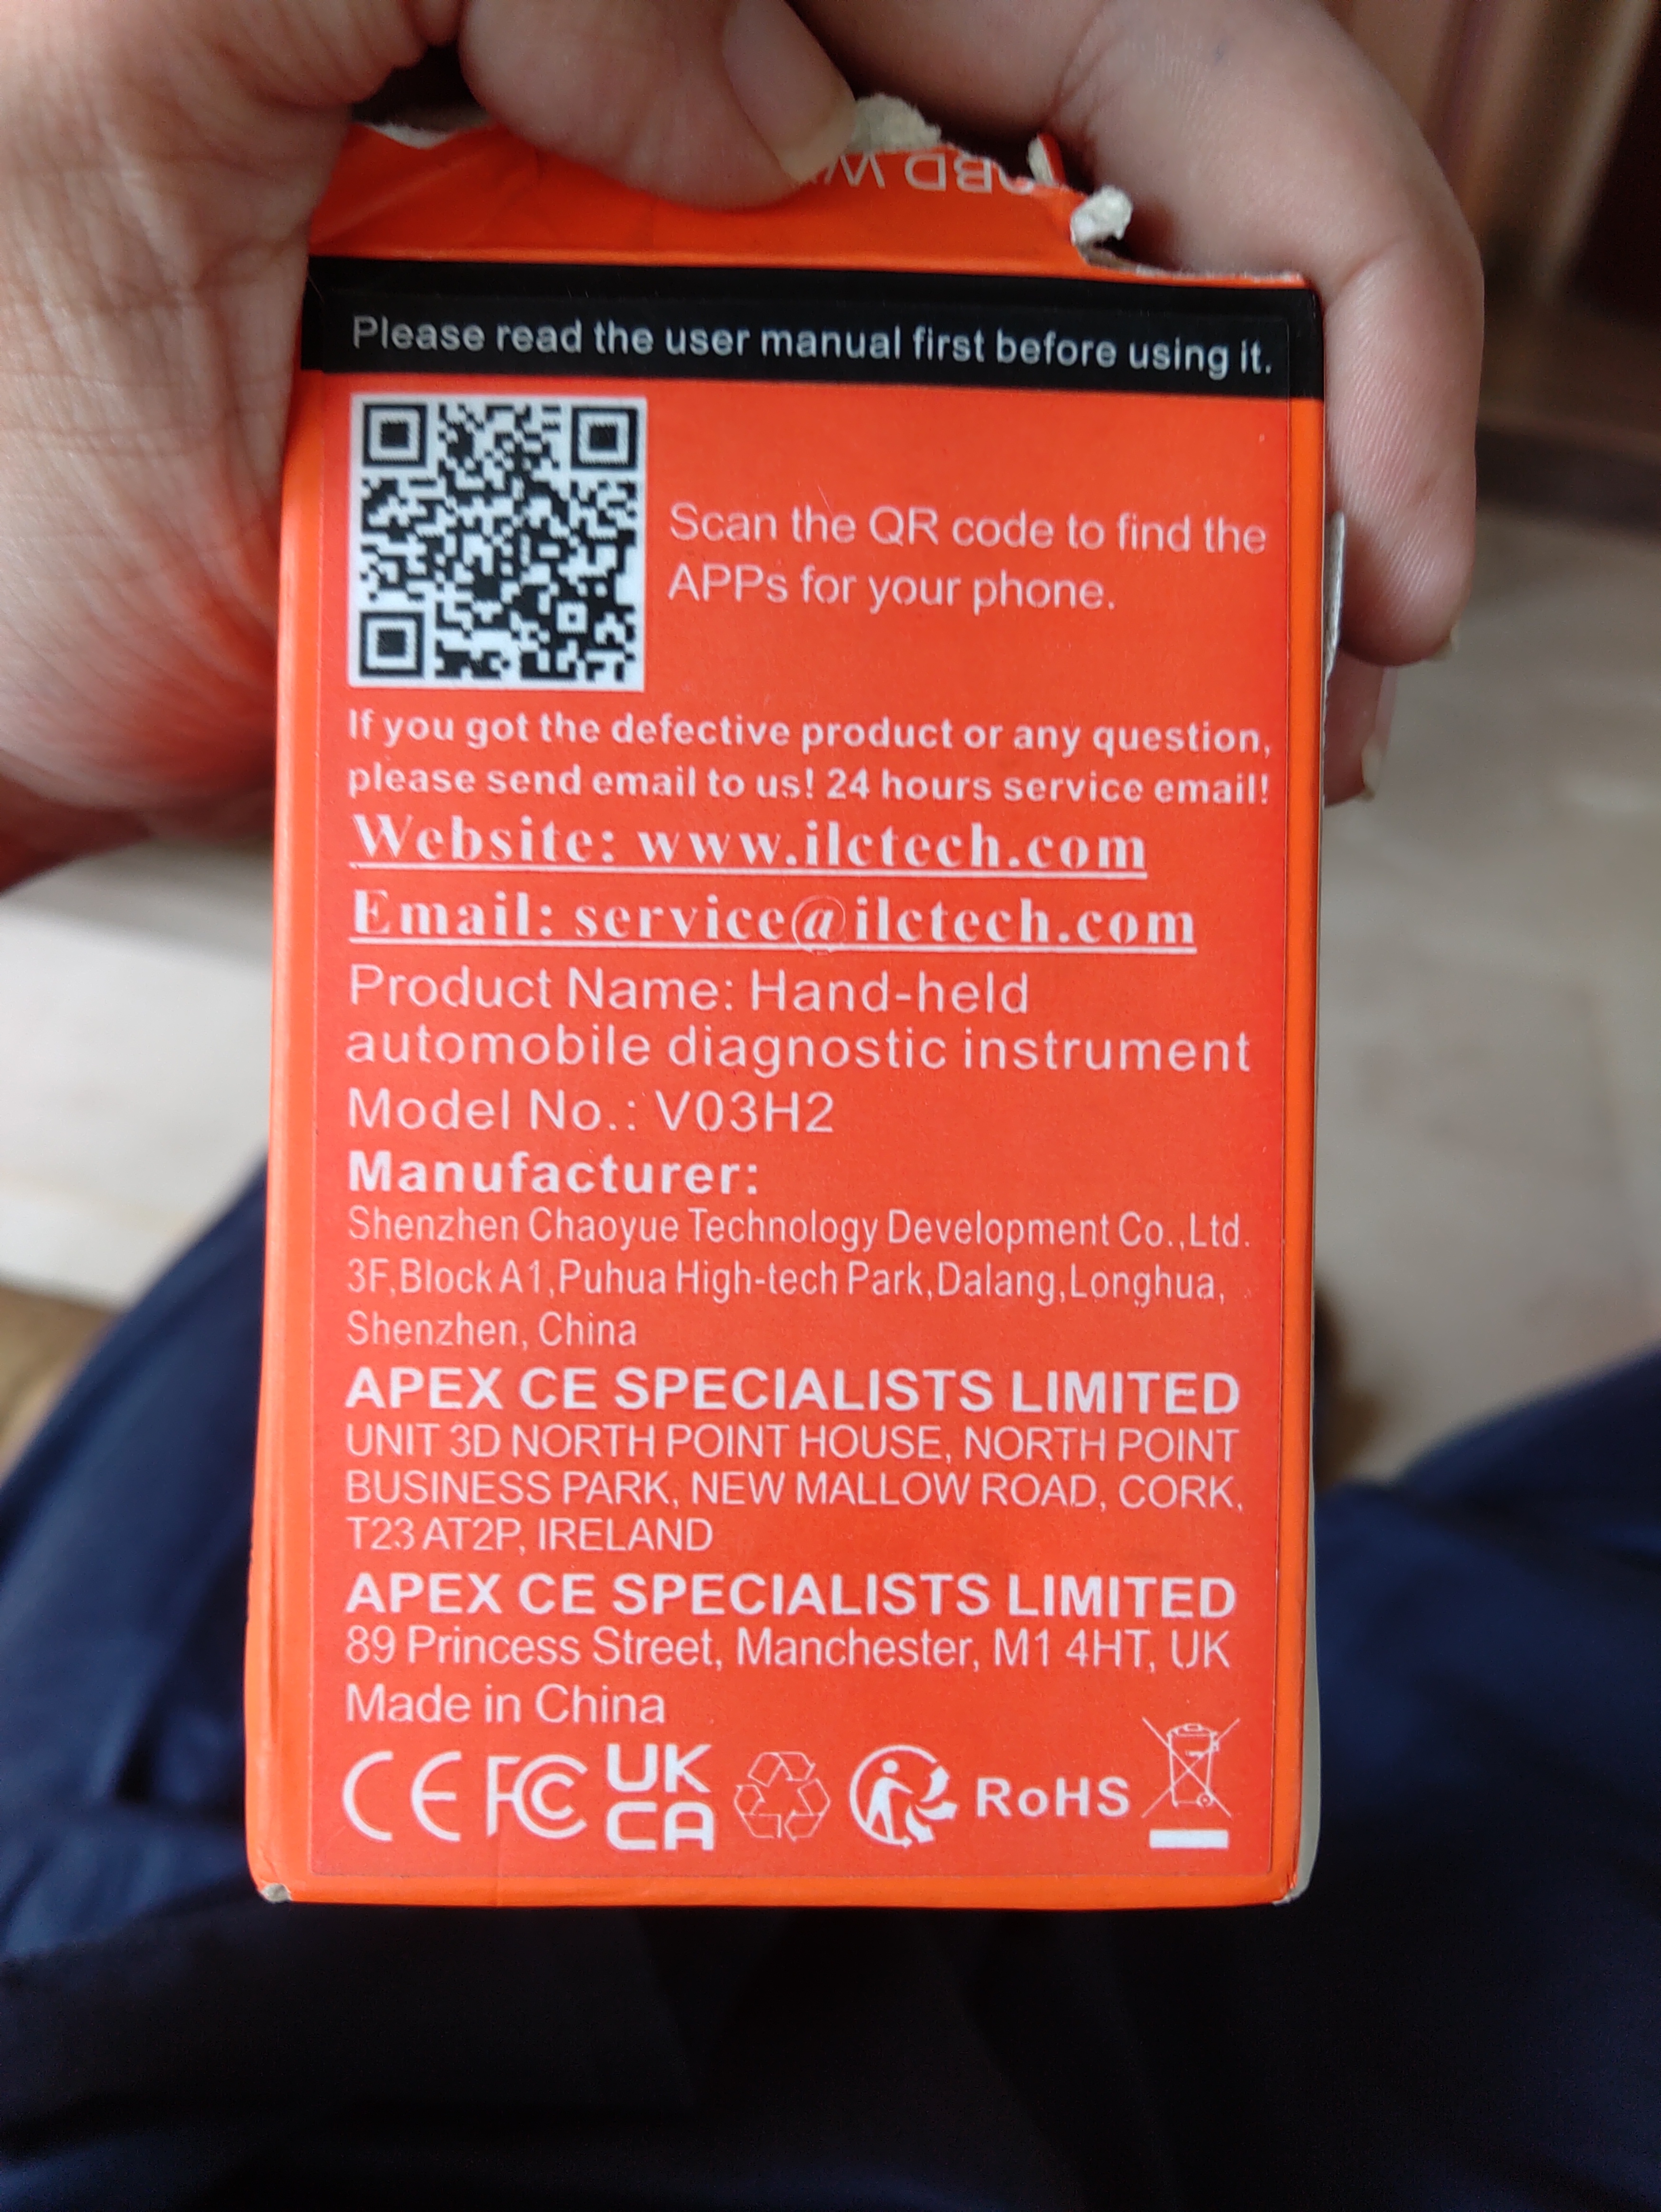 OBD
Please read the user manual first before using it.
Scan the QR code to find the
APPs for your phone.
If you got the defective product or any question,
please send email to us! 24 hours service email!
Website: www.ilctech.com
Email: service@ilctech.com
Product Name: Hand-held
automobile diagnostic instrument
Model No.: V03H2
Manufacturer:
Shenzhen Chaoyue Technology Development Co.,Ltd.
3F,Block A1,Puhua High-tech Park,Dalang,Longhua,
Shenzhen, China
APEX CE SPECIALISTS LIMITED
UNIT 3D NORTH POINT HOUSE, NORTH POINT
BUSINESS PARK, NEW MALLOW ROAD, CORK,
T23 AT2P, IRELAND
APEX CE SPECIALISTS LIMITED
89 Princess Street, Manchester, M1 4HT, UK
Made in China
CE FC UK CA RoHS